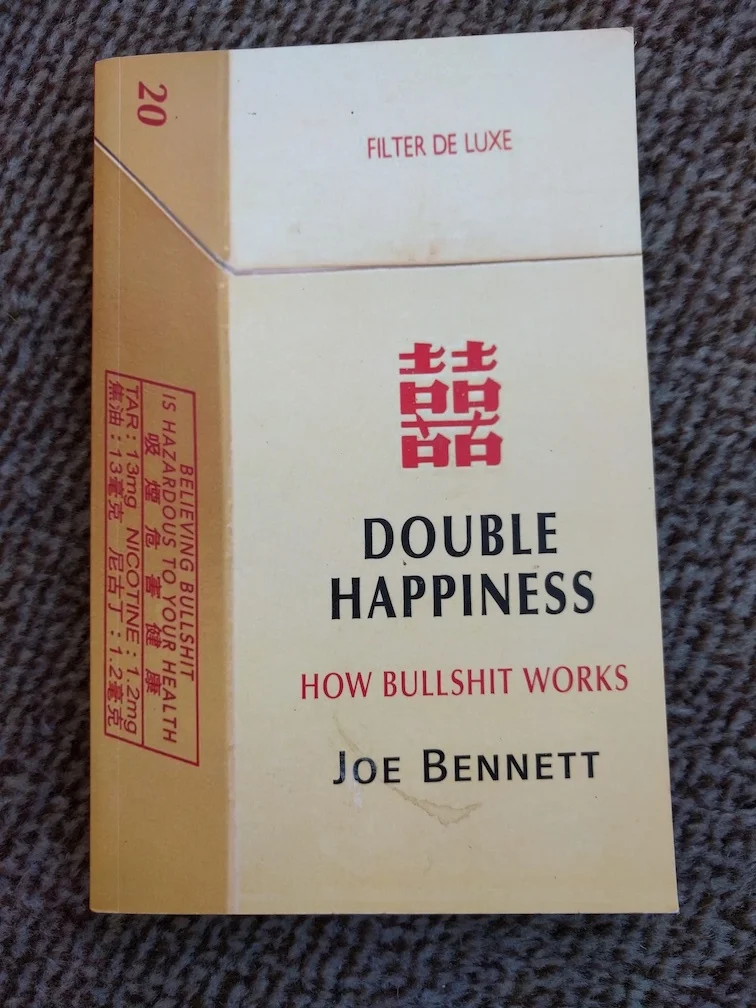 20
FILTER DE LUXE
囍
DOUBLE
HAPPINESS
HOW BULLSHIT WORKS
JOE BENNETT
BELIEVING BULLSHIT
IS HAZARDOUS TO YOUR HEALTH
吸煙危害健康
TAR: 13mg NICOTINE: 1.2mg
焦油:13毫克 尼古丁:1.2毫克